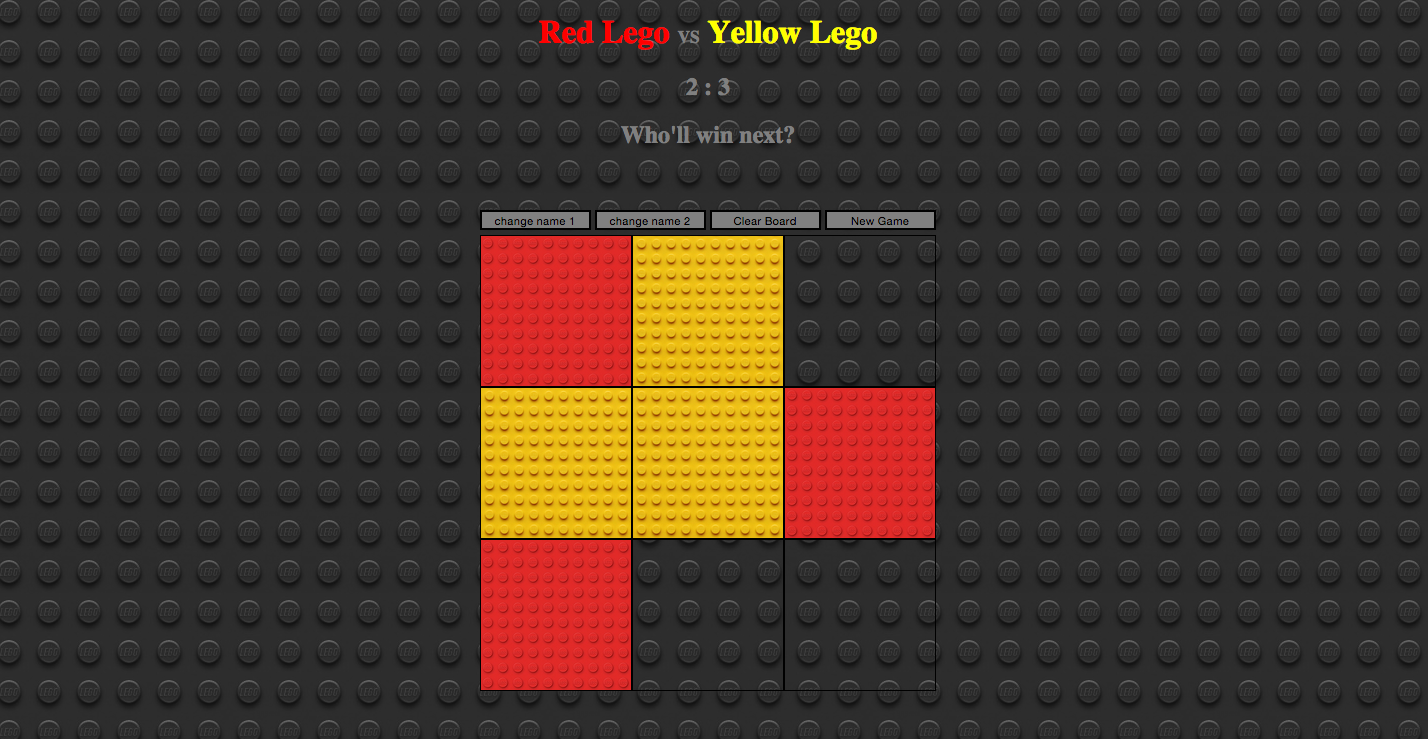 Red Lego vs Yellow Lego
2 : 3
Who'll win next?
change name 1 change name 2 Clear Board New Game